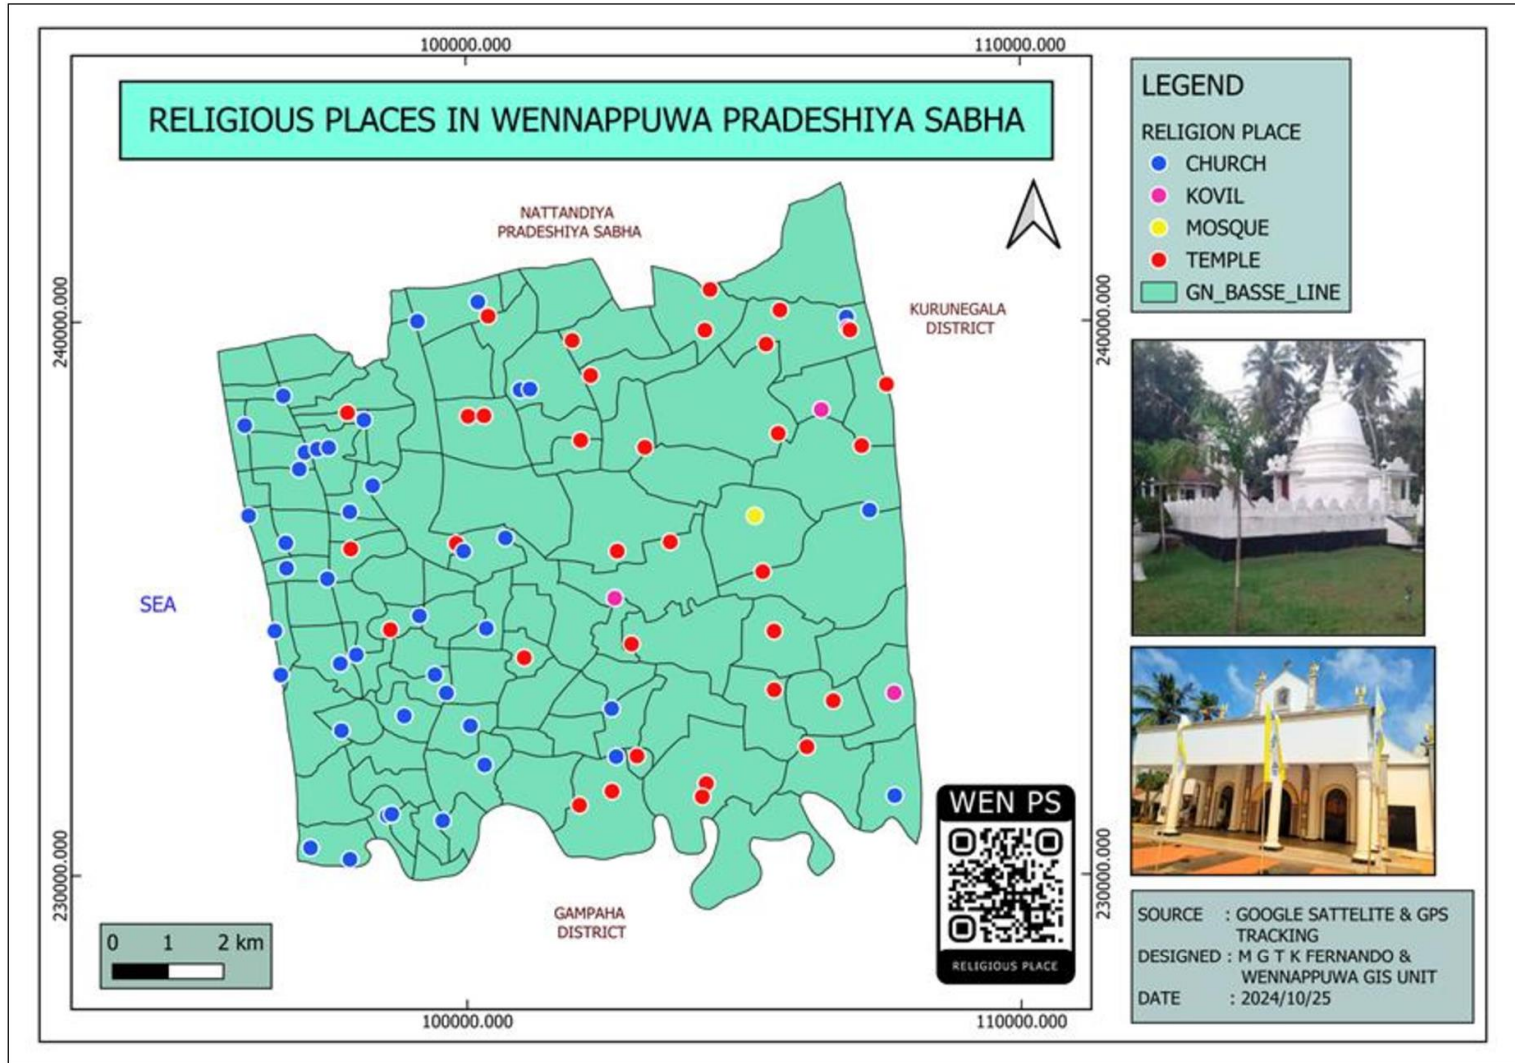 100000.000
110000.000
RELIGIOUS PLACES IN WENNAPPUWA PRADESHIYA SABHA
NATTANDIYA
PRADESHIYA SABHA
KURUNEGALA
DISTRICT
240000.000
240000.000
SEA
230000.000
230000.000
GAMPAHA
DISTRICT
0 1 2 km
WEN PS
RELIGIOUS PLACE
100000.000
110000.000
LEGEND
RELIGION PLACE
CHURCH
KOVIL
MOSQUE
TEMPLE
GN_BASSE_LINE
SOURCE : GOOGLE SATTELITE & GPS
TRACKING
DESIGNED : M G T K FERNANDO &
WENNAPPUWA GIS UNIT
DATE : 2024/10/25